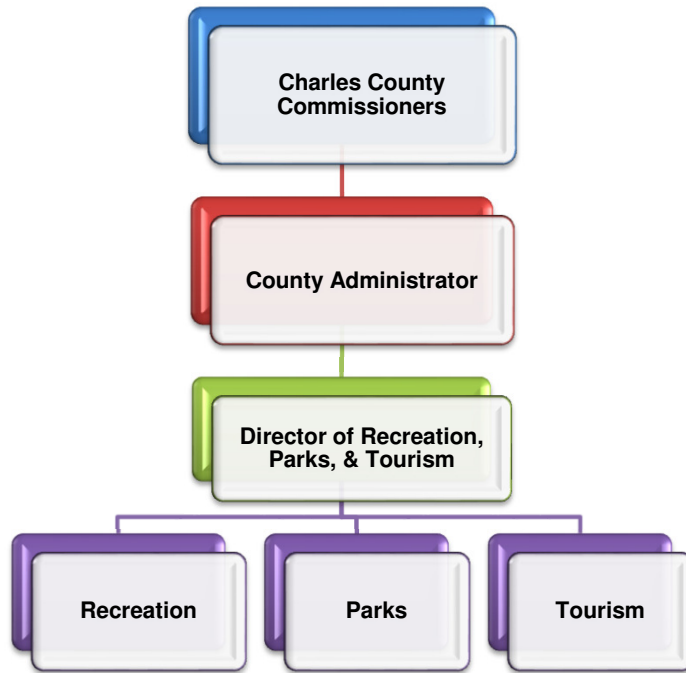 Charles County
Commissioners
County Administrator
Director of Recreation,
Parks, & Tourism
Recreation
Parks
Tourism